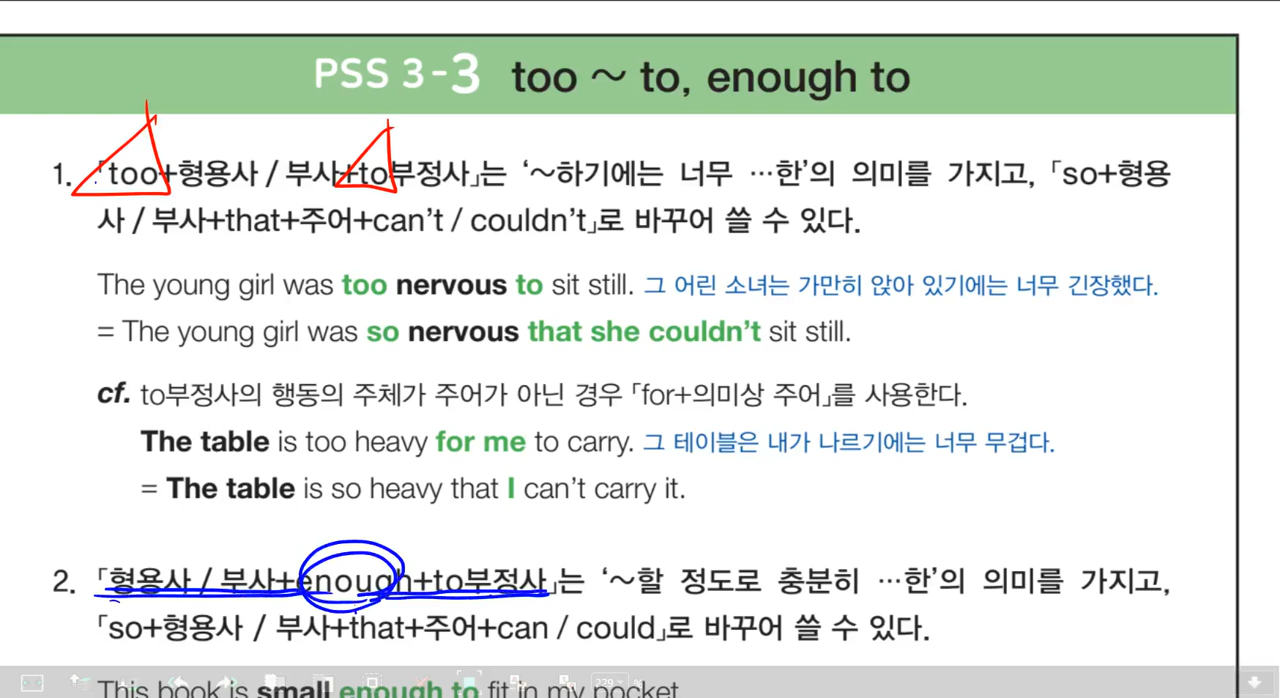 PSS 3-3 too ~ to, enough to
1. 「too+형용사 / 부사+to부정사」는 ‘~하기에는 너무 …한’의 의미를 가지고, 「so+형용
사 / 부사+that+주어+can’t / couldn’t」로 바꾸어 쓸 수 있다.
The young girl was too nervous to sit still. 그 어린 소녀는 가만히 앉아 있기에는 너무 긴장했다.
= The young girl was so nervous that she couldn’t sit still.
cf. to부정사의 행동의 주체가 주어가 아닌 경우 「for+의미상 주어」를 사용한다.
The table is too heavy for me to carry. 그 테이블은 내가 나르기에는 너무 무겁다.
= The table is so heavy that I can’t carry it.
2. 「형용사 / 부사+enough+to부정사」는 ‘~할 정도로 충분히 …한’의 의미를 가지고,
「so+형용사 / 부사+that+주어+can / could」로 바꾸어 쓸 수 있다.
This book is small enough to fit in my pocket.